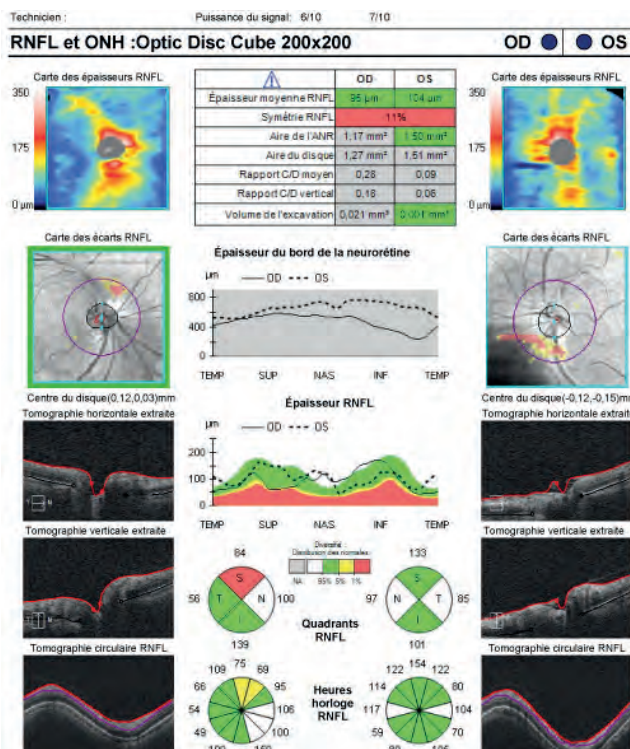 Technicien :
Puissance du signal: 6/10 7/10
RNFL et ONH :Optic Disc Cube 200x200 OD OS
Carte des épaisseurs RNFL
350
175
0 µm
OD OS
Épaisseur moyenne RNFL 95 µm 104 µm
Symétrie RNFL 11%
Aire de l'ANR 1,17 mm² 1,50 mm²
Aire du disque 1,27 mm² 1,51 mm²
Rapport C/D moyen 0,26 0,09
Rapport C/D vertical 0,18 0,06
Volume de l'excavation 0,021 mm³ 0,001 mm³
Carte des épaisseurs RNFL
350
175
0 µm
Carte des écarts RNFL
Centre du disque(0,12,0,03)mm
Épaisseur du bord de la neurorétine
µm OD OS
800
400
0
TEMP SUP NAS INF TEMP
Carte des écarts RNFL
Centre du disque(-0,12,-0,15)m
Tomographie horizontale extraite
Épaisseur RNFL
µm OD OS
200
100
0
TEMP SUP NAS INF TEMP
Tomographie horizontale extraite
Tomographie verticale extraite
Diversité :
Distribution des normales
NA 95% 5% 1%
84
S
56 T N 100
I
139
Quadrants
RNFL
133
S
97 N T 85
I
101
Tomographie verticale extraite
Tomographie circulaire RNFL
75
109 69
66 95
54 106
49 100
Heures
horloge
RNFL
154
122 122
114 80
117 104
59 70
Tomographie circulaire RNFL